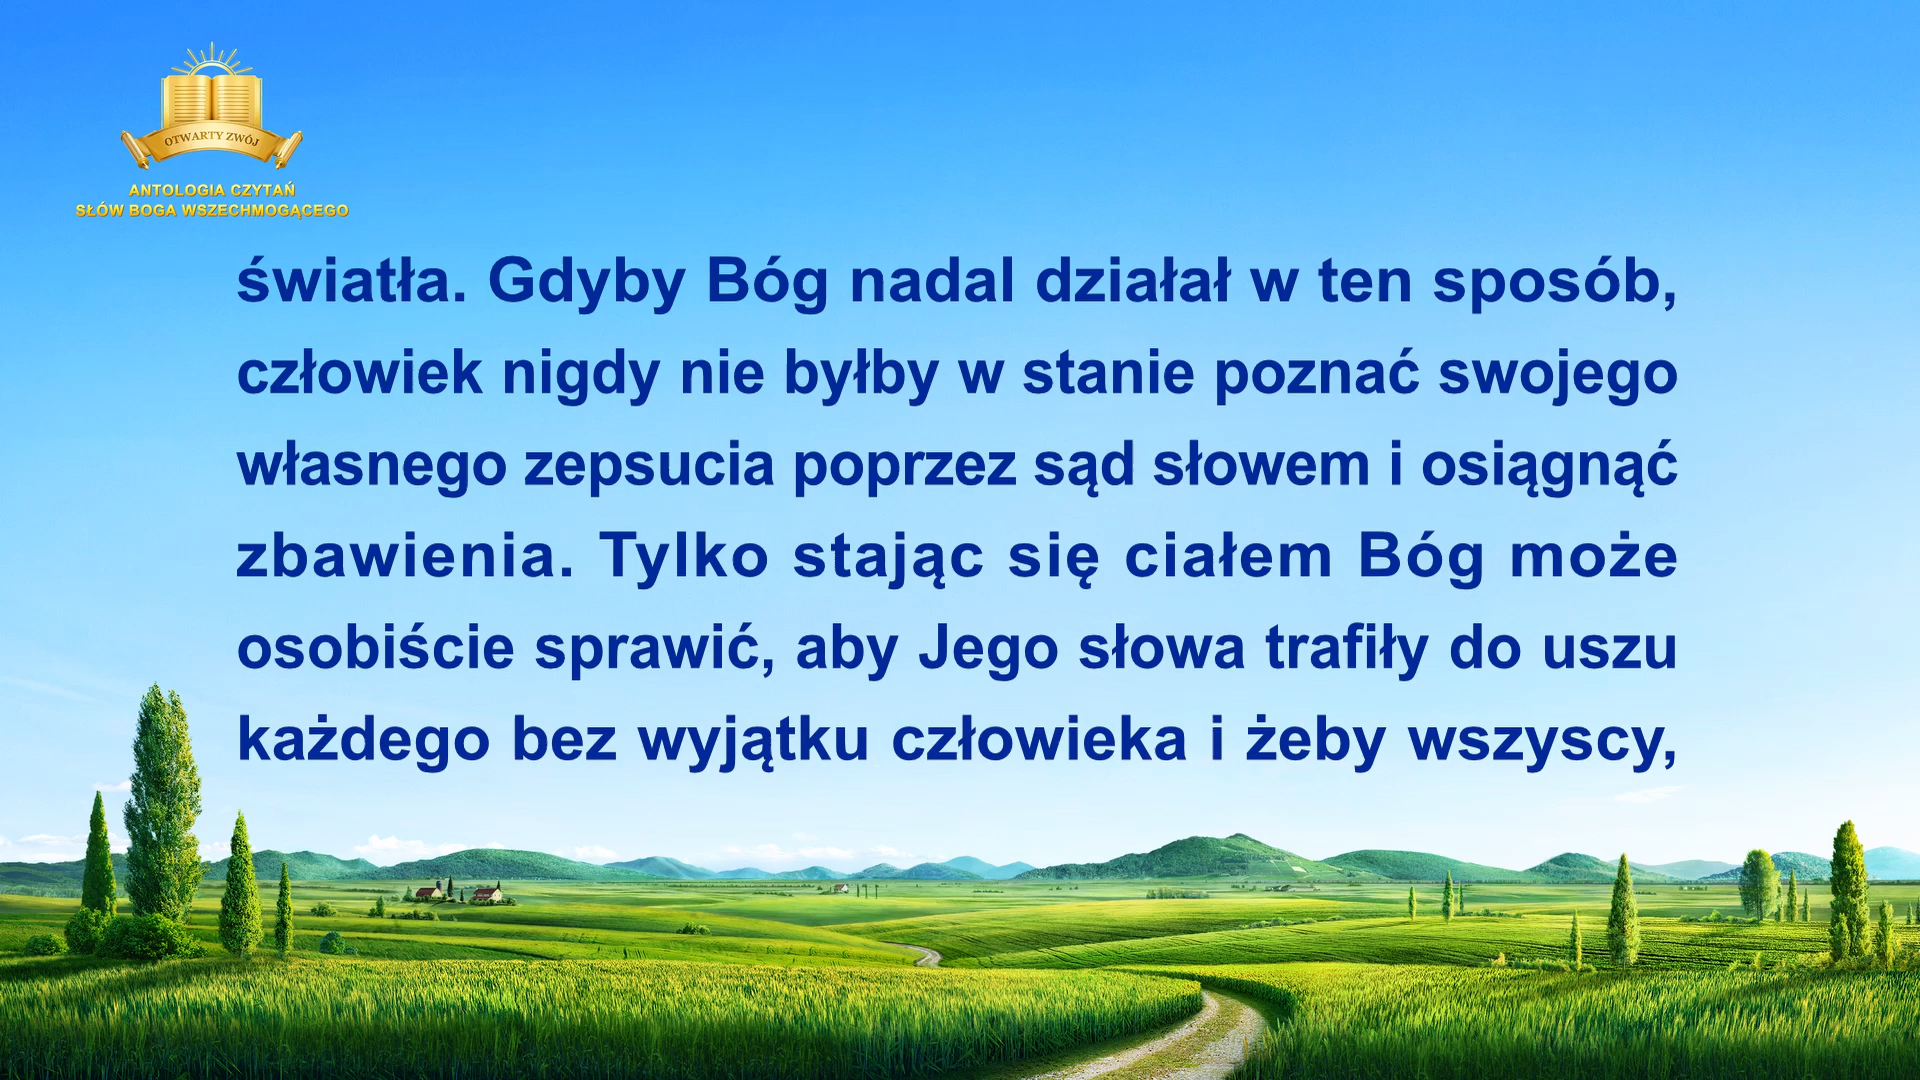 OTWARTY ZWÓJ
ANTOLOGIA CZYTAŃ
SŁÓW BOGA WSZECHMOGĄCEGO
światła. Gdyby Bóg nadal działał w ten sposób,
człowiek nigdy nie byłby w stanie poznać swojego
własnego zepsucia poprzez sąd słowem i osiągnąć
zbawienia. Tylko stając się ciałem Bóg może
osobiście sprawić, aby Jego słowa trafiły do uszu
każdego bez wyjątku człowieka i żeby wszyscy,